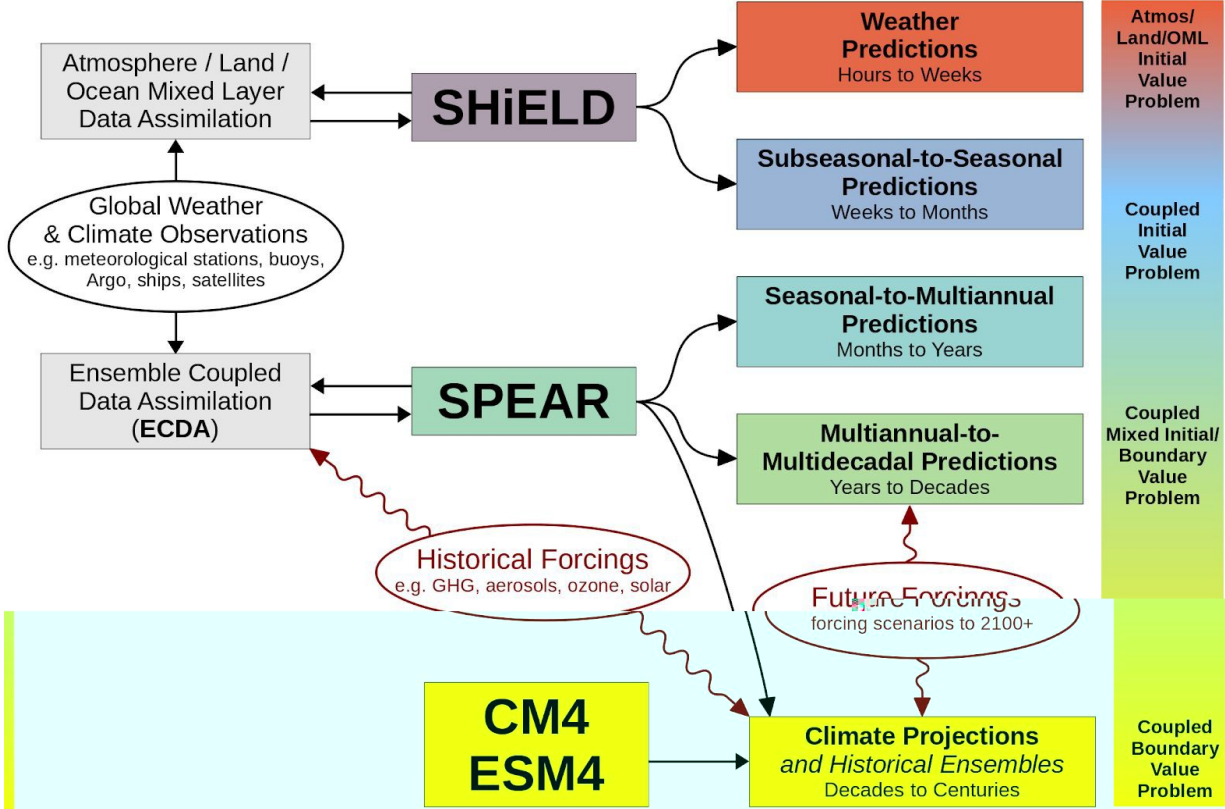 Atmosphere / Land /
Ocean Mixed Layer
Data Assimilation
SHiELD
Weather
Predictions
Hours to Weeks
Subseasonal-to-Seasonal
Predictions
Weeks to Months
Global Weather
& Climate Observations
e.g. meteorological stations, buoys,
Argo, ships, satellites
Ensemble Coupled
Data Assimilation
(ECDA)
SPEAR
Seasonal-to-Multiannual
Predictions
Months to Years
Multiannual-to-
Multidecadal Predictions
Years to Decades
Historical Forcings
e.g. GHG, aerosols, ozone, solar
Future Forcings
forcing scenarios to 2100+
CM4
ESM4
Climate Projections
and Historical Ensembles
Decades to Centuries
Atmos/
Land/OML
Initial
Value
Problem
Coupled
Initial
Value
Problem
Coupled
Mixed Initial/
Boundary
Value
Problem
Coupled
Boundary
Value
Problem